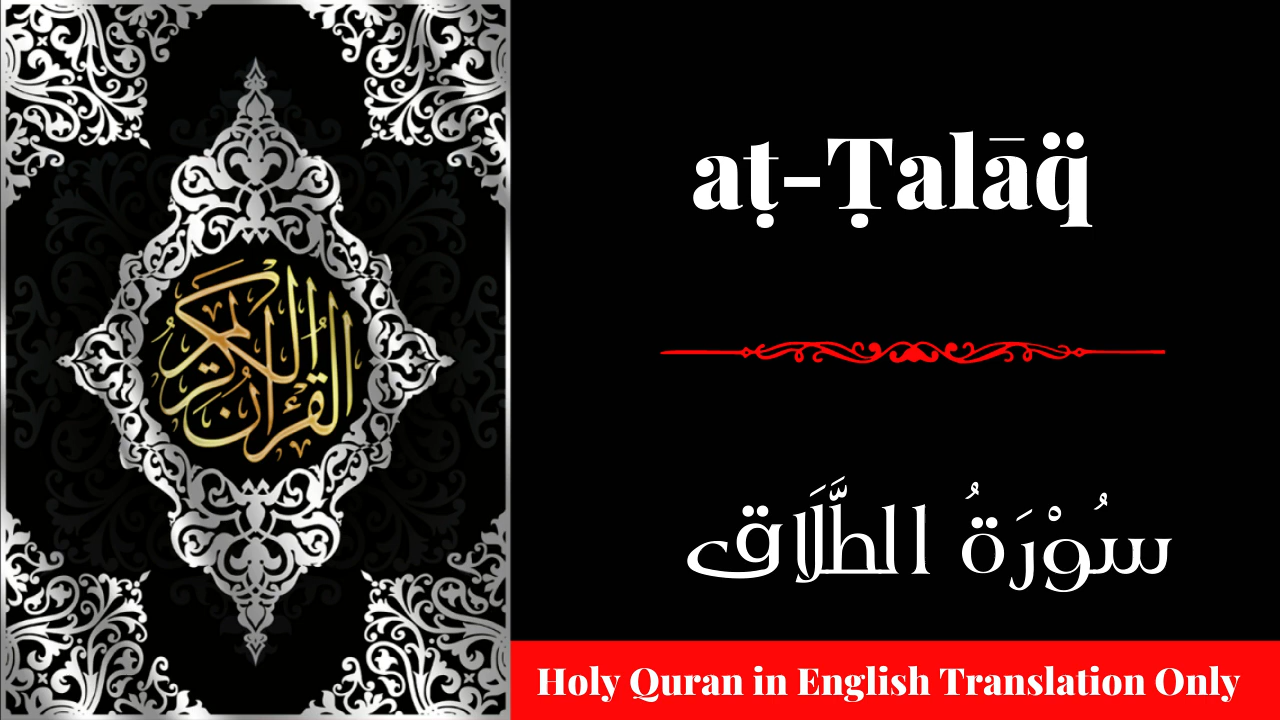 القرآن الكريم
aṭ-Ṭalāq̈
سُوْرَةُ الطَّلَاق
Holy Quran in English Translation Only